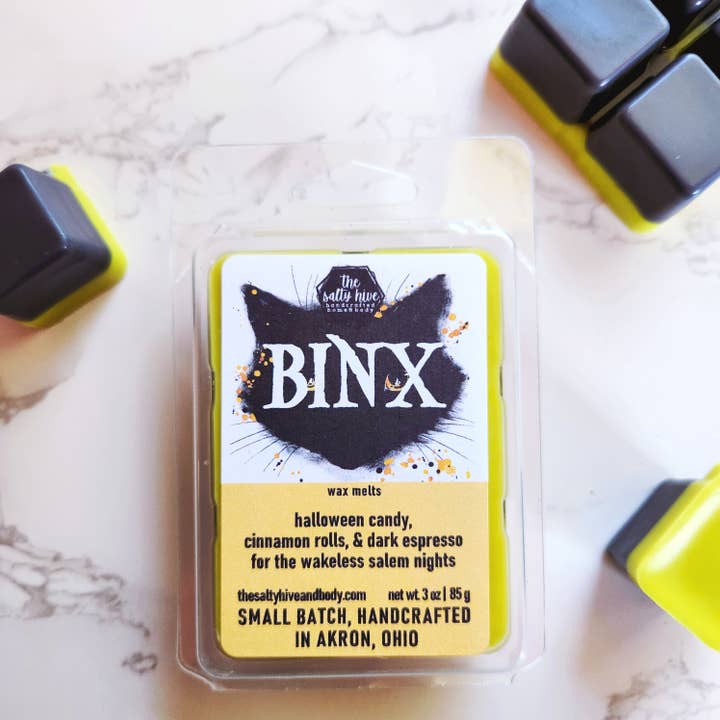 the
salty hive
handcrafted
home&body
BINX
wax melts
halloween candy,
cinnamon rolls, & dark espresso
for the wakeless salem nights
thesaltyhiveandbody.com net wt. 3 oz | 85 g
SMALL BATCH, HANDCRAFTED
IN AKRON, OHIO